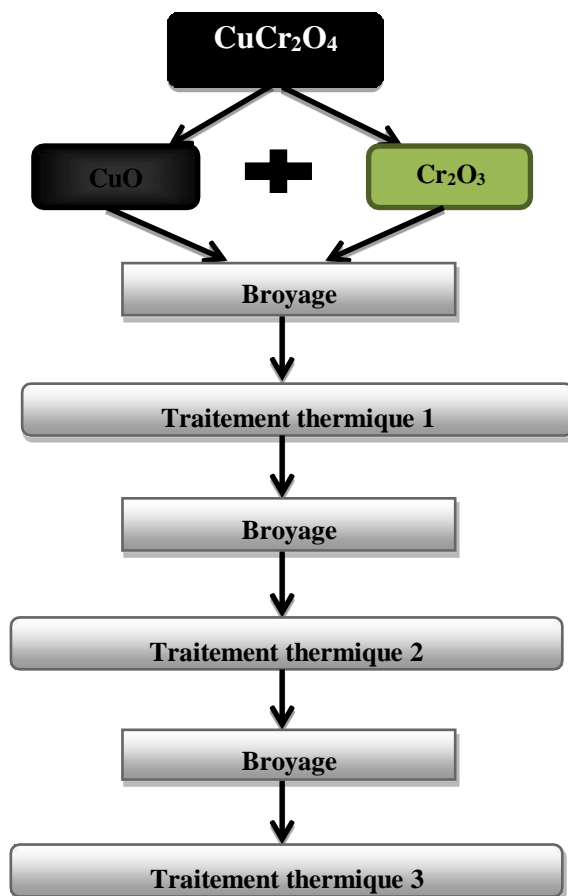 CuCr₂O₄
CuO
Cr₂O₃
Broyage
Traitement thermique 1
Broyage
Traitement thermique 2
Broyage
Traitement thermique 3